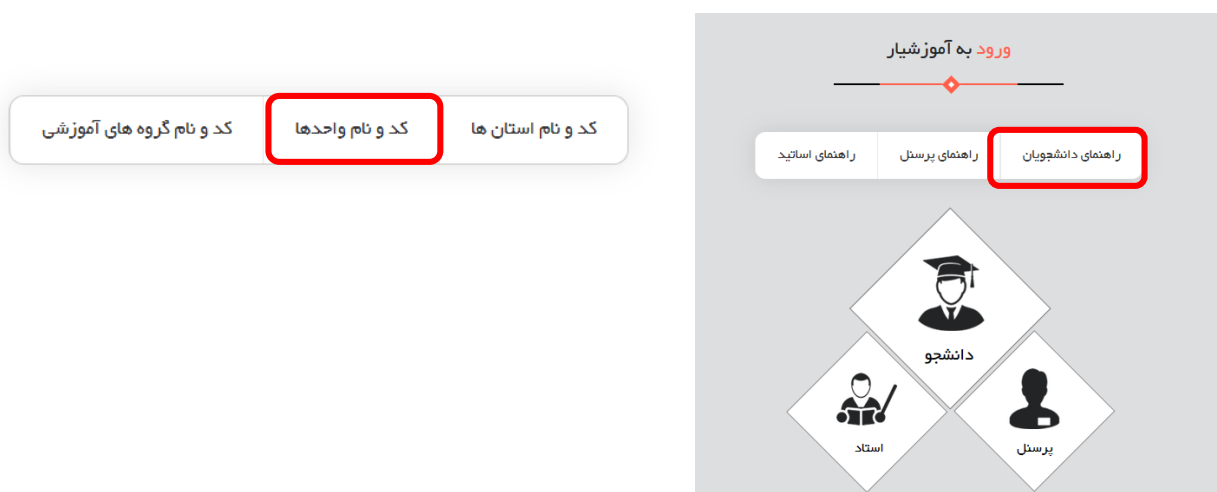 ورود به آموزشیار
راهنمای دانشجویان
راهنمای پرسنل
راهنمای اساتید
دانشجو
پرسنل
استاد
کد و نام استان ها
کد و نام واحدها
کد و نام گروه های آموزشی